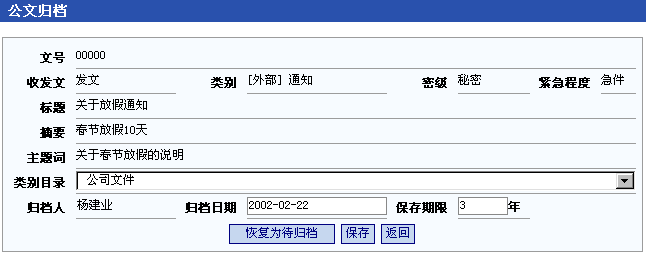 公文归档
文号 00000
收发文 发文 类别 [外部] 通知 密级 秘密 紧急程度 急件
标题 关于放假通知
摘要 春节放假10天
主题词 关于春节放假的说明
类别目录 公司文件
归档人 杨建业 归档日期 2002-02-22 保存期限 3 年
恢复为待归档 保存 返回